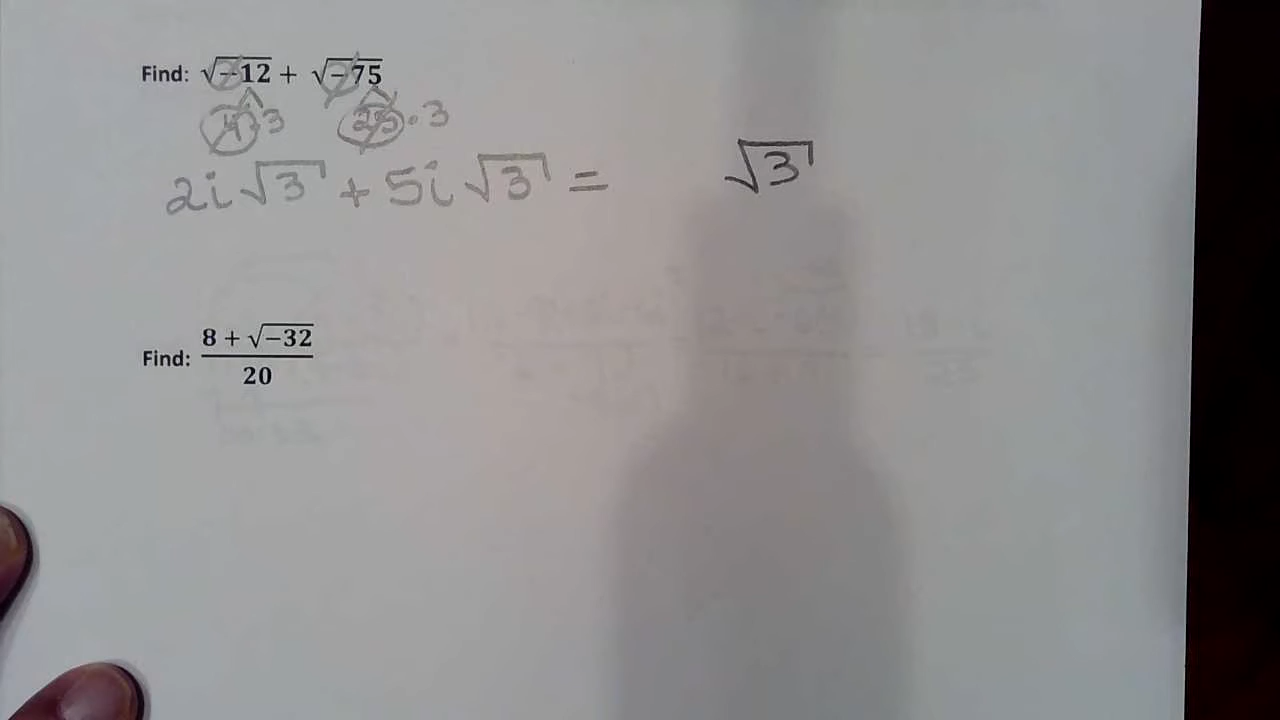 Find: √-12 + √-75
4·3 25·3
2i√3 + 5i√3 = √3
Find: 8 + √-32
20